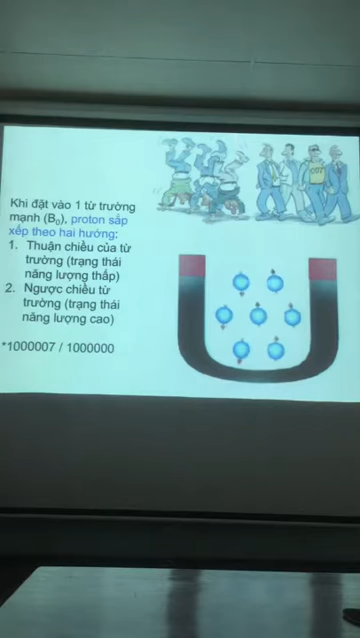 Khi đặt vào 1 từ trường
mạnh (B0), proton sắp
xếp theo hai hướng:
1. Thuận chiều của từ
trường (trạng thái
năng lượng thấp)
2. Ngược chiều từ
trường (trạng thái
năng lượng cao)
*1000007 / 1000000